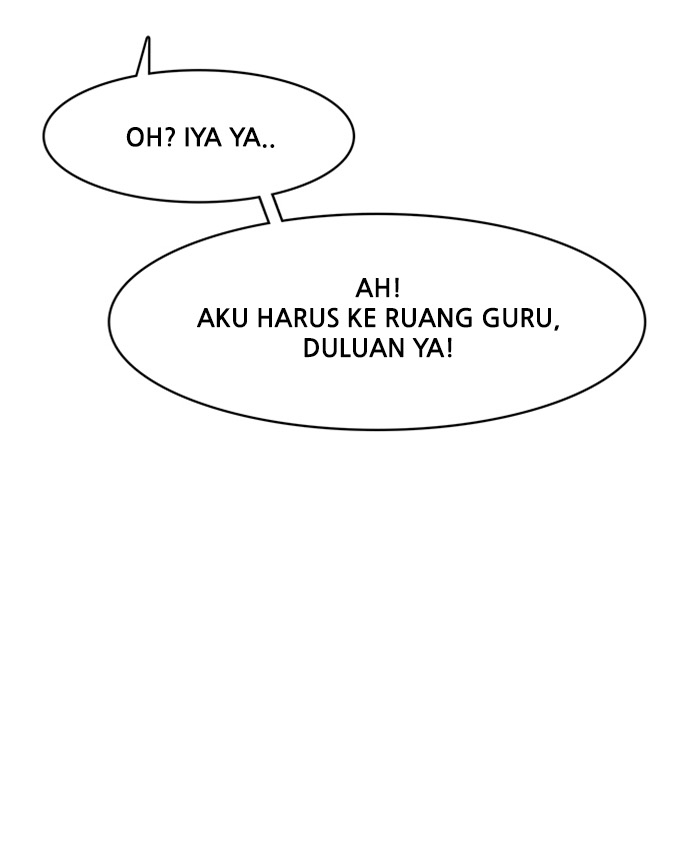 OH? IYA YA..
AH!
AKU HARUS KE RUANG GURU,
DULUAN YA!